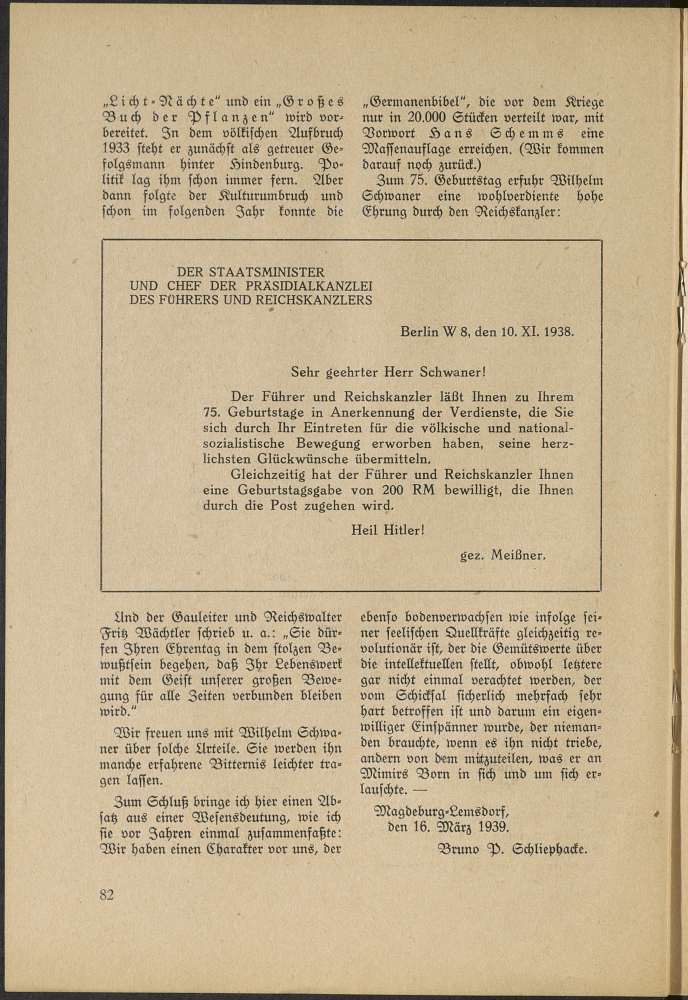 „Licht-Nächte“ und ein „Großes
Buch der Pflanzen“ wird vor-
bereitet. In dem völkischen Aufbruch
1933 steht er zunächst als getreuer Ge-
folgsmann hinter Hindenburg. Po-
litik lag ihm schon immer fern. Aber
dann folgte der Kulturumbruch und
schon im folgenden Jahr konnte die
„Germanenbibel“, die vor dem Kriege
nur in 20.000 Stücken verteilt war, mit
Vorwort Hans Schemms eine
Massenauflage erreichen. (Wir kommen
darauf noch zurück.)
Zum 75. Geburtstag erfuhr Wilhelm
Schwaner eine wohlverdiente hohe
Ehrung durch den Reichskanzler:
DER STAATSMINISTER
UND CHEF DER PRÄSIDIALKANZLEI
DES FÜHRERS UND REICHSKANZLERS
Berlin W 8, den 10. XI. 1938.
Sehr geehrter Herr Schwaner!
Der Führer und Reichskanzler läßt Ihnen zu Ihrem
75. Geburtstage in Anerkennung der Verdienste, die Sie
sich durch Ihr Eintreten für die völkische und national-
sozialistische Bewegung erworben haben, seine herz-
lichsten Glückwünsche übermitteln.
Gleichzeitig hat der Führer und Reichskanzler Ihnen
eine Geburtstagsgabe von 200 RM bewilligt, die Ihnen
durch die Post zugehen wird.
Heil Hitler!
gez. Meißner.
Und der Gauleiter und Reichswalter
Fritz Wächtler schrieb u. a.: „Sie dür-
fen Ihren Ehrentag in dem stolzen Be-
wußtsein begehen, daß Ihr Lebenswerk
mit dem Geist unserer großen Bewe-
gung für alle Zeiten verbunden bleiben
wird.“
Wir freuen uns mit Wilhelm Schwa-
ner über solche Urteile. Sie werden ihn
manche erfahrene Bitternis leichter tra-
gen lassen.
Zum Schluß bringe ich hier einen Ab-
satz aus einer Wesensdeutung, wie ich
sie vor Jahren einmal zusammenfaßte:
Wir haben einen Charakter vor uns, der
ebenso bodenverwachsen wie infolge sei-
ner seelischen Quellkräfte gleichzeitig re-
volutionär ist, der die Gemütswerte über
die intellektuellen stellt, obwohl letztere
gar nicht einmal verachtet werden, der
vom Schicksal sicherlich mehrfach sehr
hart betroffen ist und darum ein eigen-
williger Einspänner wurde, der nieman-
den brauchte, wenn es ihn nicht triebe,
andern von dem mitzuteilen, was er an
Mimirs Born in sich und um sich er-
lauschte. —
Magdeburg-Lemsdorf,
den 16. März 1939.
Bruno P. Schliephacke.
82